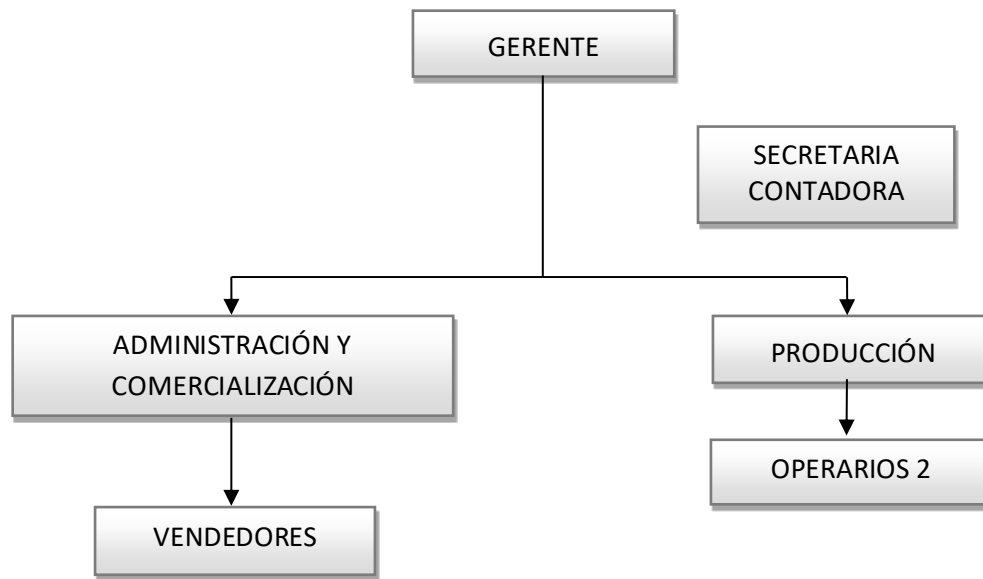 GERENTE
SECRETARIA
CONTADORA
ADMINISTRACIÓN Y
COMERCIALIZACIÓN
PRODUCCIÓN
OPERARIOS 2
VENDEDORES